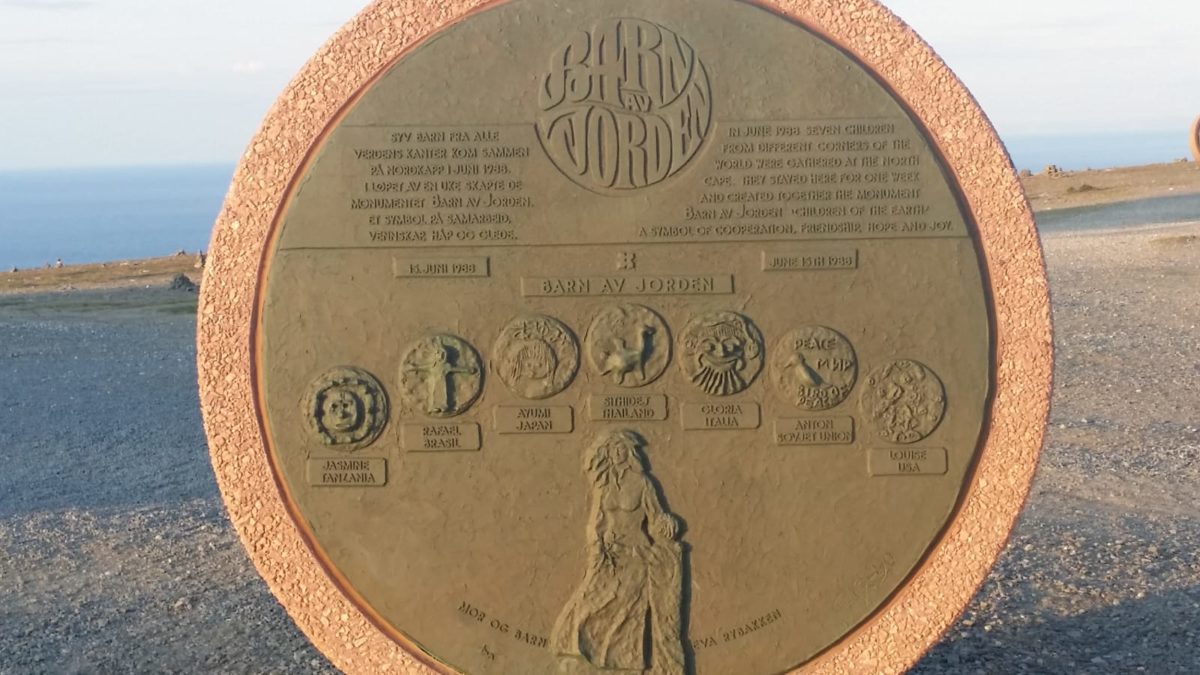 BARN
AV
JORDEN
SYV BARN FRA ALLE
VERDENS KANTER KOM SAMMEN
PÅ NORDKAPP I JUNI 1988.
I LØPET AV EN UKE SKAPTE DE
MONUMENTET BARN AV JORDEN.
ET SYMBOL PÅ SAMARBEID,
VENNSKAP, HÅP OG GLEDE.
IN JUNE 1988 SEVEN CHILDREN
FROM DIFFERENT CORNERS OF THE
WORLD WERE GATHERED AT THE NORTH
CAPE. THEY STAYED HERE FOR ONE WEEK
AND CREATED TOGETHER THE MONUMENT
BARN AV JORDEN "CHILDREN OF THE EARTH"
A SYMBOL OF COOPERATION, FRIENDSHIP, HOPE AND JOY.
15. JUNI 1988
JUNE 15TH 1988
BARN AV JORDEN
JASMINE
TANZANIA
RAFAEL
BRASIL
AYUMI
JAPAN
SITHIDEJ
THAILAND
GLORIA
ITALIA
PEACE
МИР
BIRD OF
PEACE
ANTON
SOVJET UNION
LOUISE
USA
MOR OG BARN
EVA RYBAKKEN